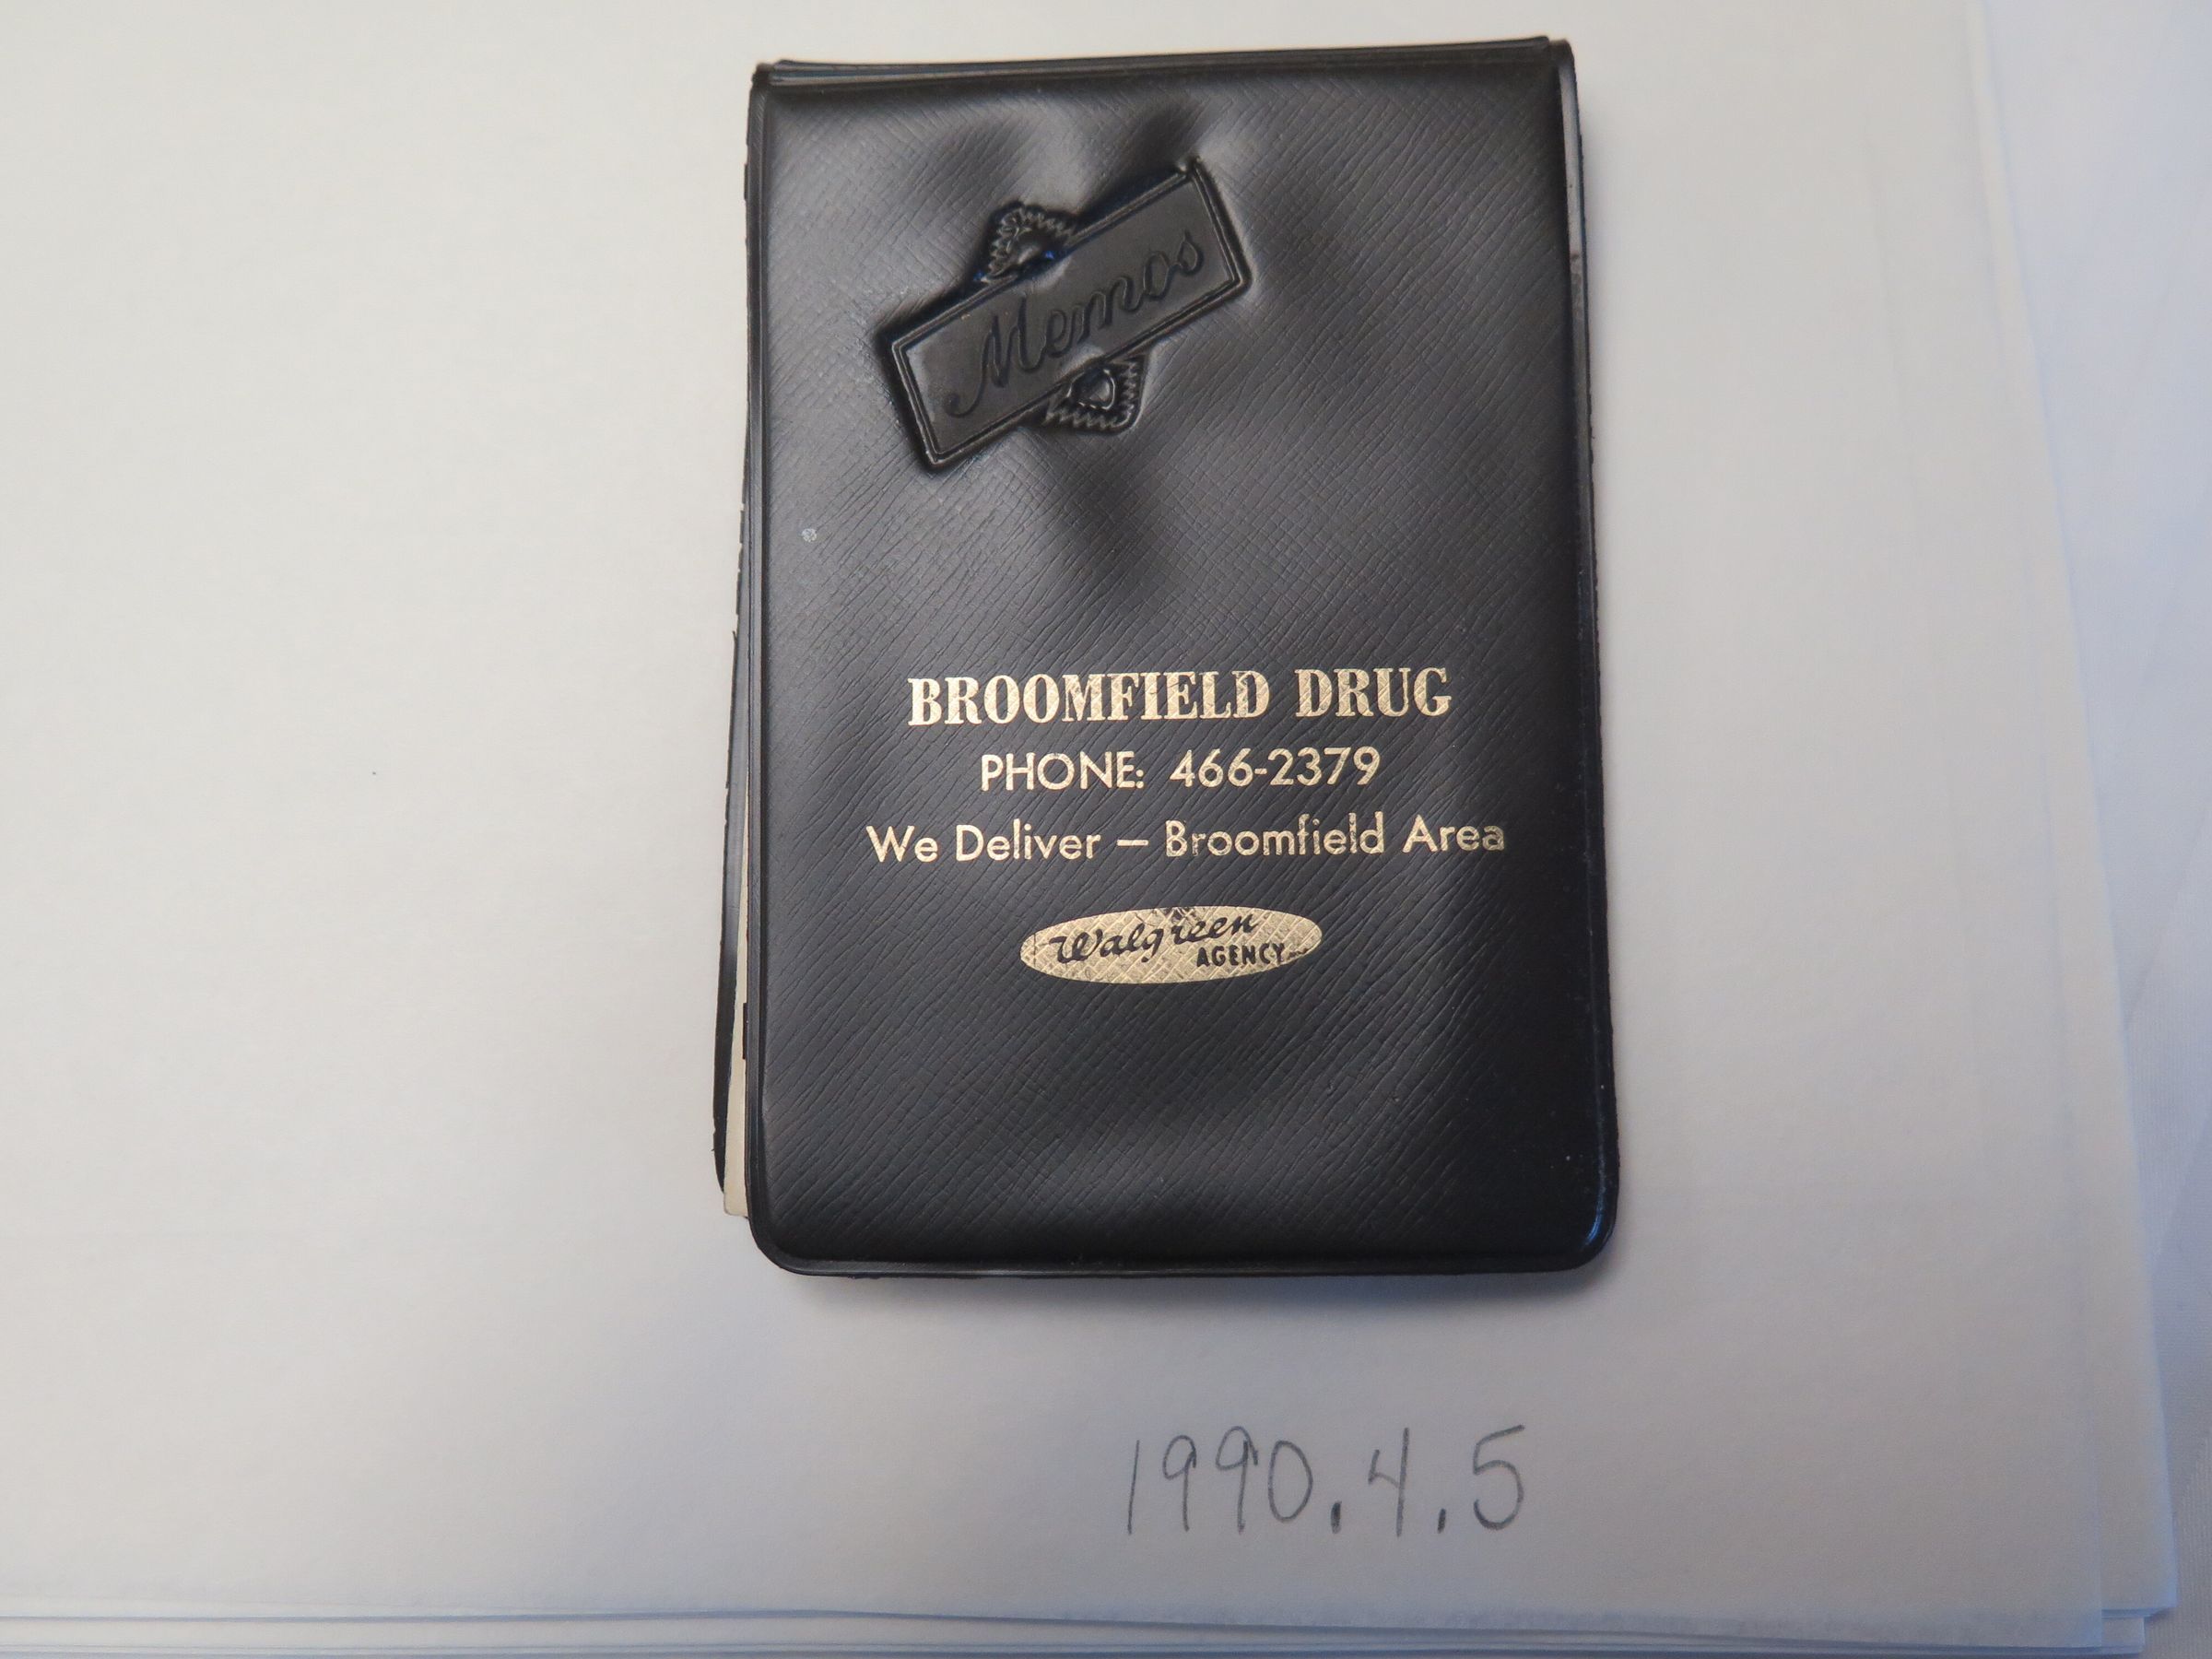 Memos
BROOMFIELD DRUG
PHONE: 466-2379
We Deliver – Broomfield Area
Walgreen
AGENCY
1990.4.5